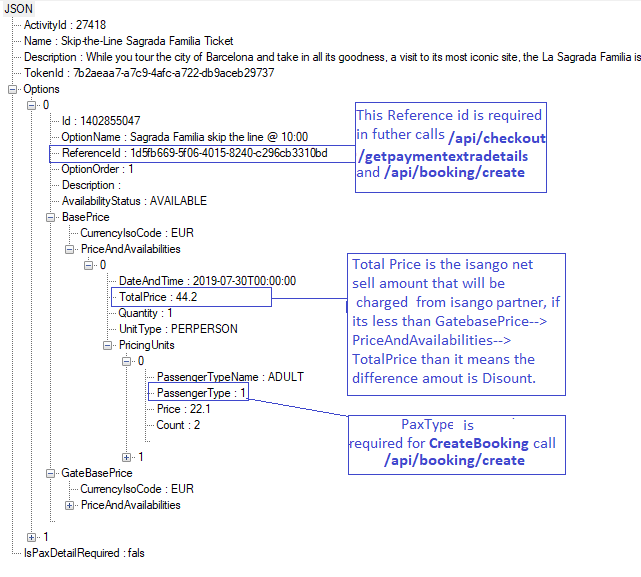 JSON
ActivityId : 27418
Name : Skip-the-Line Sagrada Familia Ticket
Description : While you tour the city of Barcelona and take in all its goodness, a visit to its most iconic site, the La Sagrada Familia is
TokenId : 7b2aeaa7-a7c9-4afc-a722-db9aceb29737
Options
0
Id : 1402855047
OptionName : Sagrada Familia skip the line @ 10:00
ReferenceId : 1d5fb669-5f06-4015-8240-c296cb3310bd
OptionOrder : 1
Description :
AvailabilityStatus : AVAILABLE
This Reference id is required
in futher calls /api/checkout
/getpaymentextradetails
and /api/booking/create
BasePrice
CurrencyIsoCode : EUR
PriceAndAvailabilities
0
DateAndTime : 2019-07-30T00:00:00
TotalPrice : 44.2
Quantity : 1
UnitType : PERPERSON
Total Price is the isango net
sell amount that will be
charged from isango partner, if
its less than GatebasePrice-->
PriceAndAvailabilities-->
TotalPrice than it means the
difference amout is Disount.
PricingUnits
0
PassengerTypeName : ADULT
PassengerType : 1
Price : 22.1
Count : 2
PaxType is
required for CreateBooking call
/api/booking/create
1
GateBasePrice
CurrencyIsoCode : EUR
PriceAndAvailabilities
1
IsPaxDetailRequired : fals